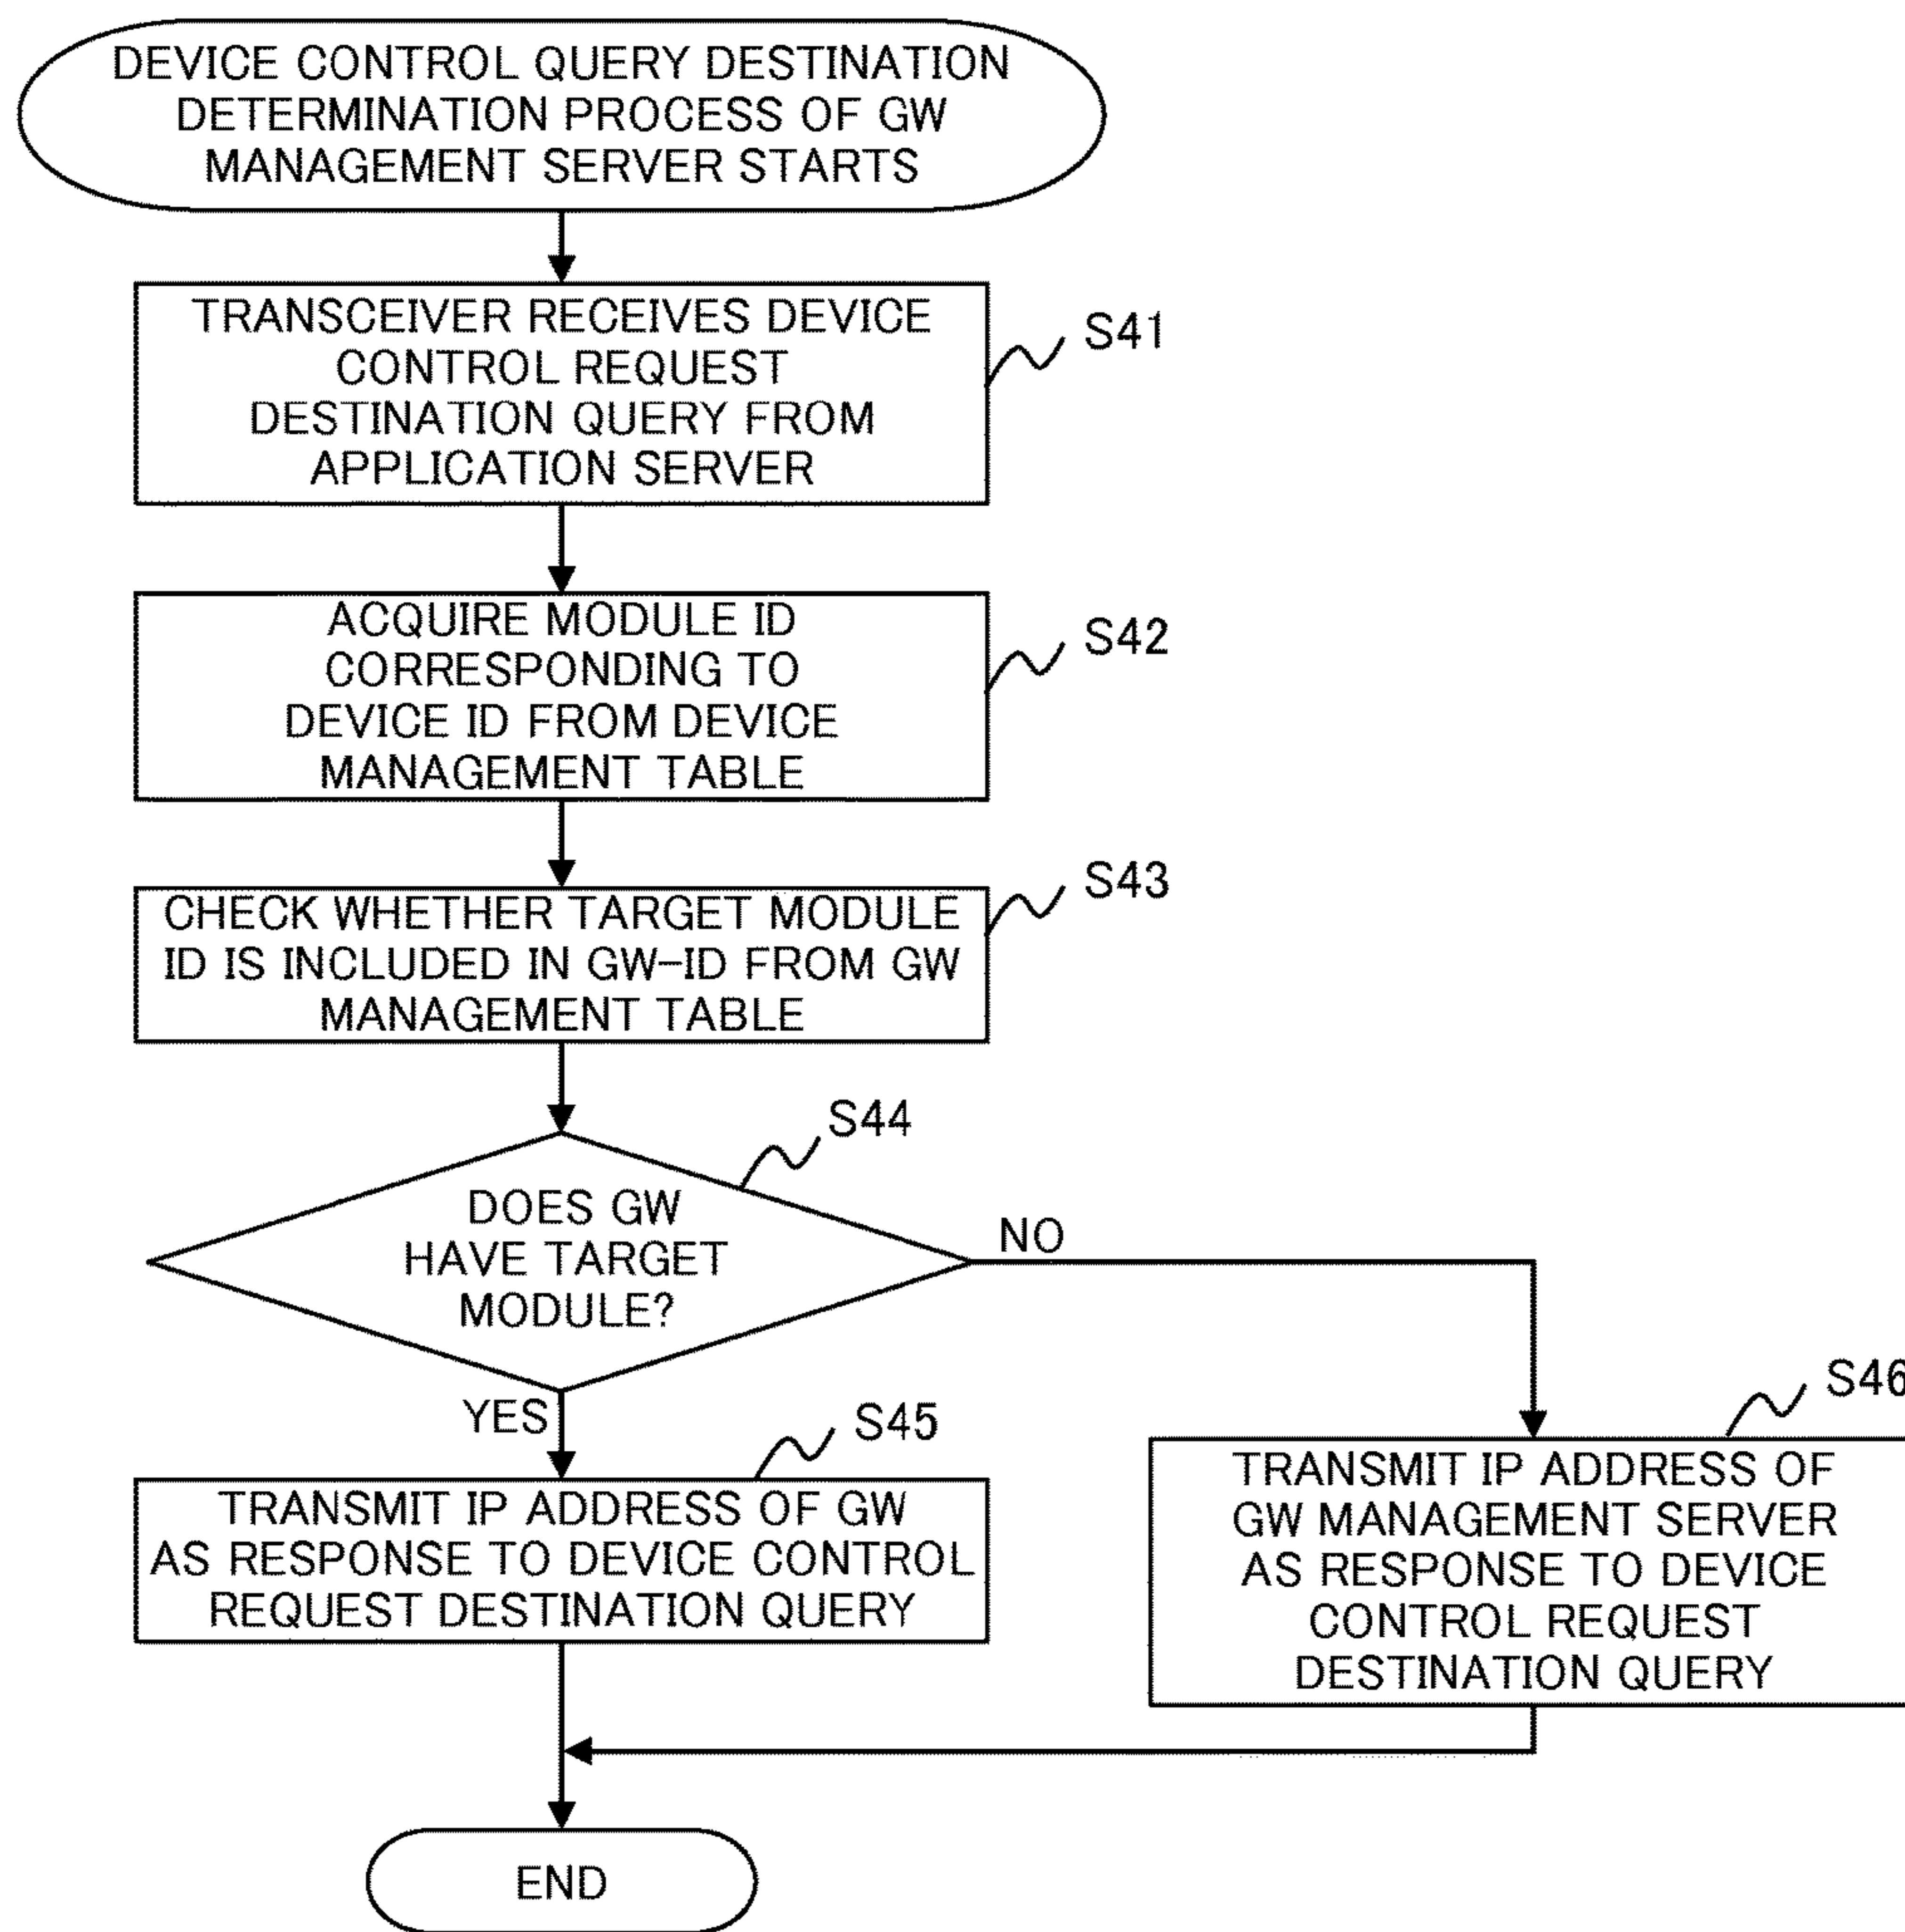 DEVICE CONTROL QUERY DESTINATION
DETERMINATION PROCESS OF GW
MANAGEMENT SERVER STARTS
TRANSCEIVER RECEIVES DEVICE
CONTROL REQUEST
DESTINATION QUERY FROM
APPLICATION SERVER
S41
ACQUIRE MODULE ID
CORRESPONDING TO
DEVICE ID FROM DEVICE
MANAGEMENT TABLE
S42
CHECK WHETHER TARGET MODULE
ID IS INCLUDED IN GW-ID FROM GW
MANAGEMENT TABLE
S43
DOES GW
HAVE TARGET
MODULE?
S44
NO
YES
TRANSMIT IP ADDRESS OF GW
AS RESPONSE TO DEVICE CONTROL
REQUEST DESTINATION QUERY
S45
TRANSMIT IP ADDRESS OF
GW MANAGEMENT SERVER
AS RESPONSE TO DEVICE
CONTROL REQUEST
DESTINATION QUERY
S46
END